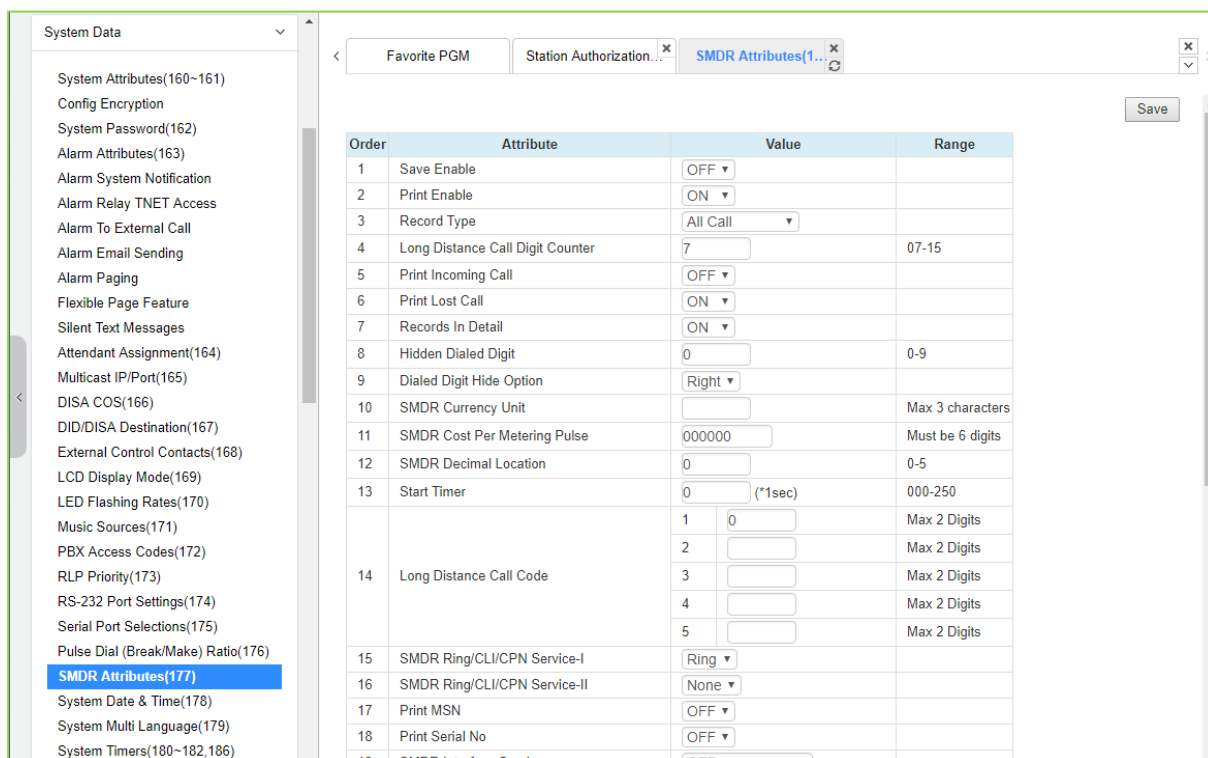 System Data
System Attributes(160~161)
Config Encryption
System Password(162)
Alarm Attributes(163)
Alarm System Notification
Alarm Relay TNET Access
Alarm To External Call
Alarm Email Sending
Alarm Paging
Flexible Page Feature
Silent Text Messages
Attendant Assignment(164)
Multicast IP/Port(165)
DISA COS(166)
DID/DISA Destination(167)
External Control Contacts(168)
LCD Display Mode(169)
LED Flashing Rates(170)
Music Sources(171)
PBX Access Codes(172)
RLP Priority(173)
RS-232 Port Settings(174)
Serial Port Selections(175)
Pulse Dial (Break/Make) Ratio(176)
SMDR Attributes(177)
System Date & Time(178)
System Multi Language(179)
System Timers(180~182,186)
Favorite PGM Station Authorization... SMDR Attributes(1...
Save
Order Attribute Value Range
1 Save Enable OFF
2 Print Enable ON
3 Record Type All Call
4 Long Distance Call Digit Counter 7 07-15
5 Print Incoming Call OFF
6 Print Lost Call ON
7 Records In Detail ON
8 Hidden Dialed Digit 0 0-9
9 Dialed Digit Hide Option Right
10 SMDR Currency Unit Max 3 characters
11 SMDR Cost Per Metering Pulse 000000 Must be 6 digits
12 SMDR Decimal Location 0 0-5
13 Start Timer 0 (*1sec) 000-250
14 Long Distance Call Code
1 0 Max 2 Digits
2 Max 2 Digits
3 Max 2 Digits
4 Max 2 Digits
5 Max 2 Digits
15 SMDR Ring/CLI/CPN Service-I Ring
16 SMDR Ring/CLI/CPN Service-II None
17 Print MSN OFF
18 Print Serial No OFF